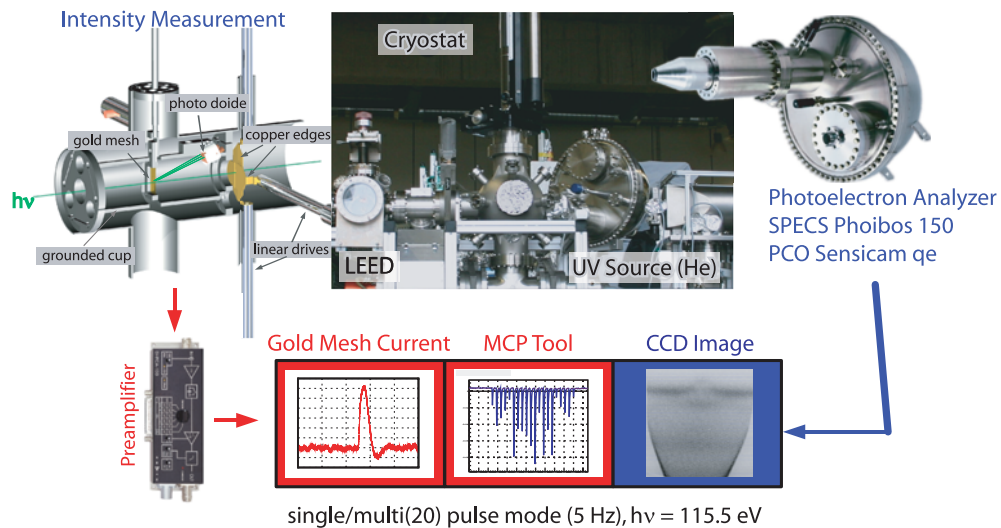 Intensity Measurement
Cryostat
photo doide
gold mesh
copper edges
hν
grounded cup
linear drives
LEED
UV Source (He)
Photoelectron Analyzer
SPECS Phoibos 150
PCO Sensicam qe
Preamplifier
Gold Mesh Current
MCP Tool
CCD Image
single/multi(20) pulse mode (5 Hz), hν = 115.5 eV